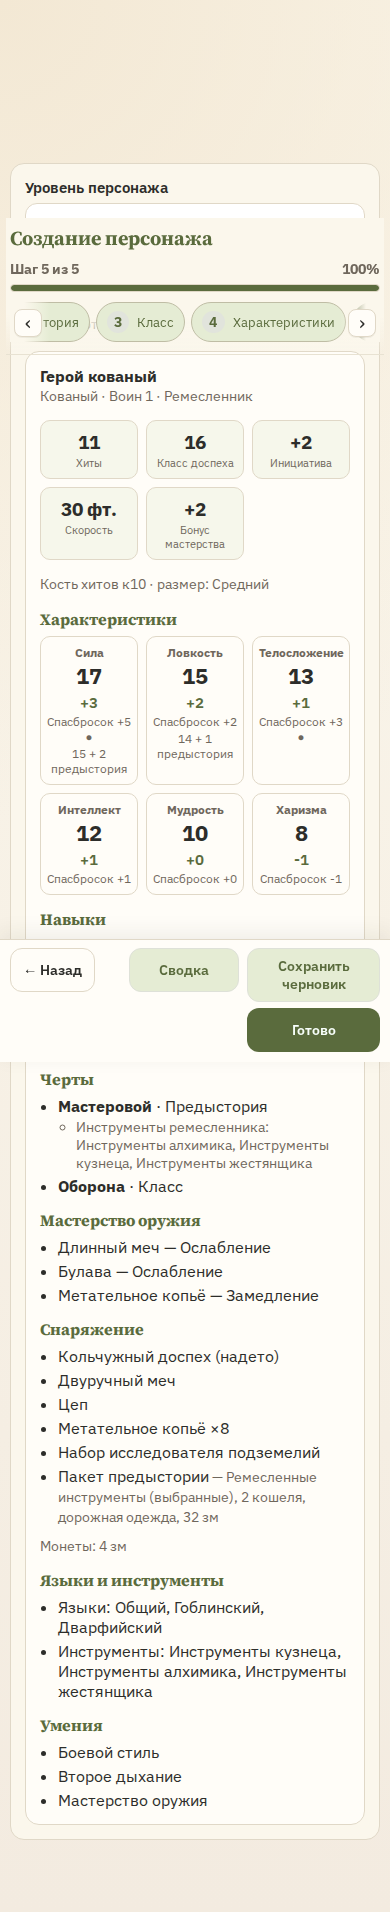 Уровень персонажа
Создание персонажа
Шаг 5 из 5
100%
‹
тория
3 Класс
4 Характеристики
›
Герой кованый
Кованый · Воин 1 · Ремесленник
11
Хиты
16
Класс доспеха
+2
Инициатива
30 фт.
Скорость
+2
Бонус
мастерства
Кость хитов к10 · размер: Средний
Характеристики
Сила
17
+3
Спасбросок +5
●
15 + 2
предыстория
Ловкость
15
+2
Спасбросок +2
14 + 1
предыстория
Телосложение
13
+1
Спасбросок +3
●
Интеллект
12
+1
Спасбросок +1
Мудрость
10
+0
Спасбросок +0
Харизма
8
-1
Спасбросок -1
Навыки
← Назад
Сводка
Сохранить
черновик
Готово
Черты
• Мастеровой · Предыстория
◦ Инструменты ремесленника:
Инструменты алхимика, Инструменты
кузнеца, Инструменты жестянщика
• Оборона · Класс
Мастерство оружия
• Длинный меч — Ослабление
• Булава — Ослабление
• Метательное копьё — Замедление
Снаряжение
• Кольчужный доспех (надето)
• Двуручный меч
• Цеп
• Метательное копьё ×8
• Набор исследователя подземелий
• Пакет предыстории — Ремесленные
инструменты (выбранные), 2 кошеля,
дорожная одежда, 32 зм
Монеты: 4 зм
Языки и инструменты
• Языки: Общий, Гоблинский,
Дварфийский
• Инструменты: Инструменты кузнеца,
Инструменты алхимика, Инструменты
жестянщика
Умения
• Боевой стиль
• Второе дыхание
• Мастерство оружия